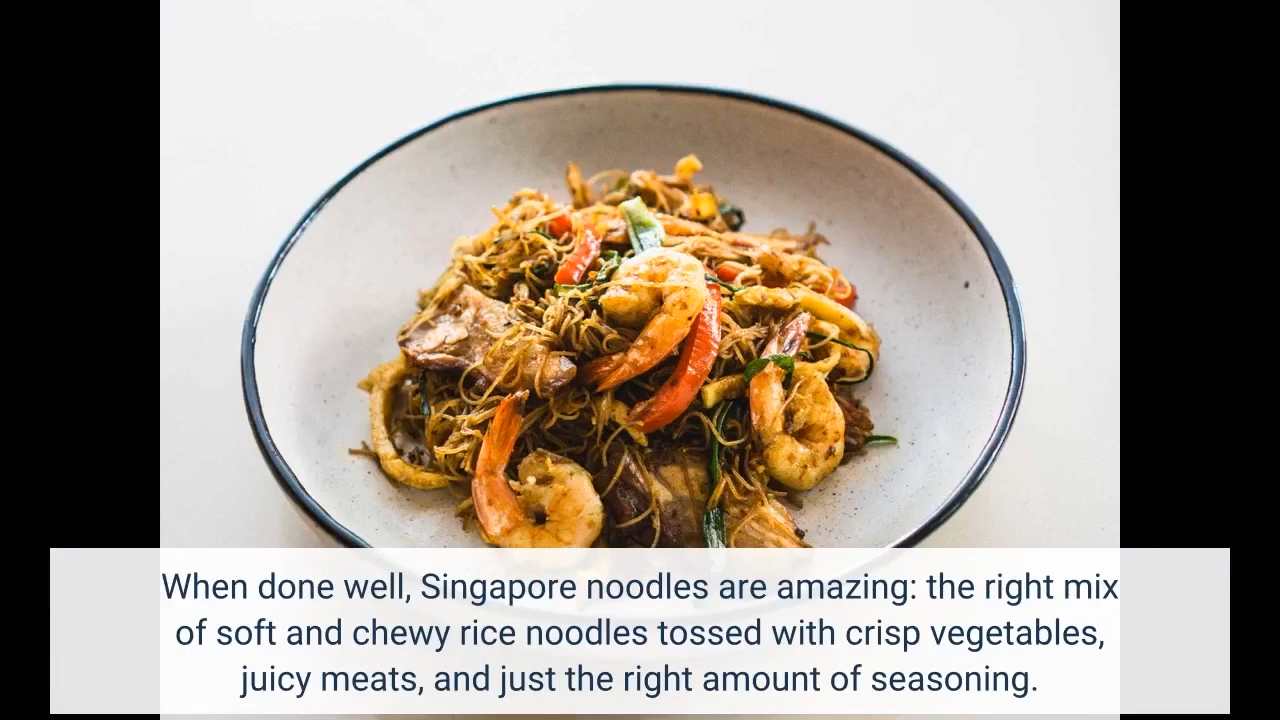 When done well, Singapore noodles are amazing: the right mix
of soft and chewy rice noodles tossed with crisp vegetables,
juicy meats, and just the right amount of seasoning.